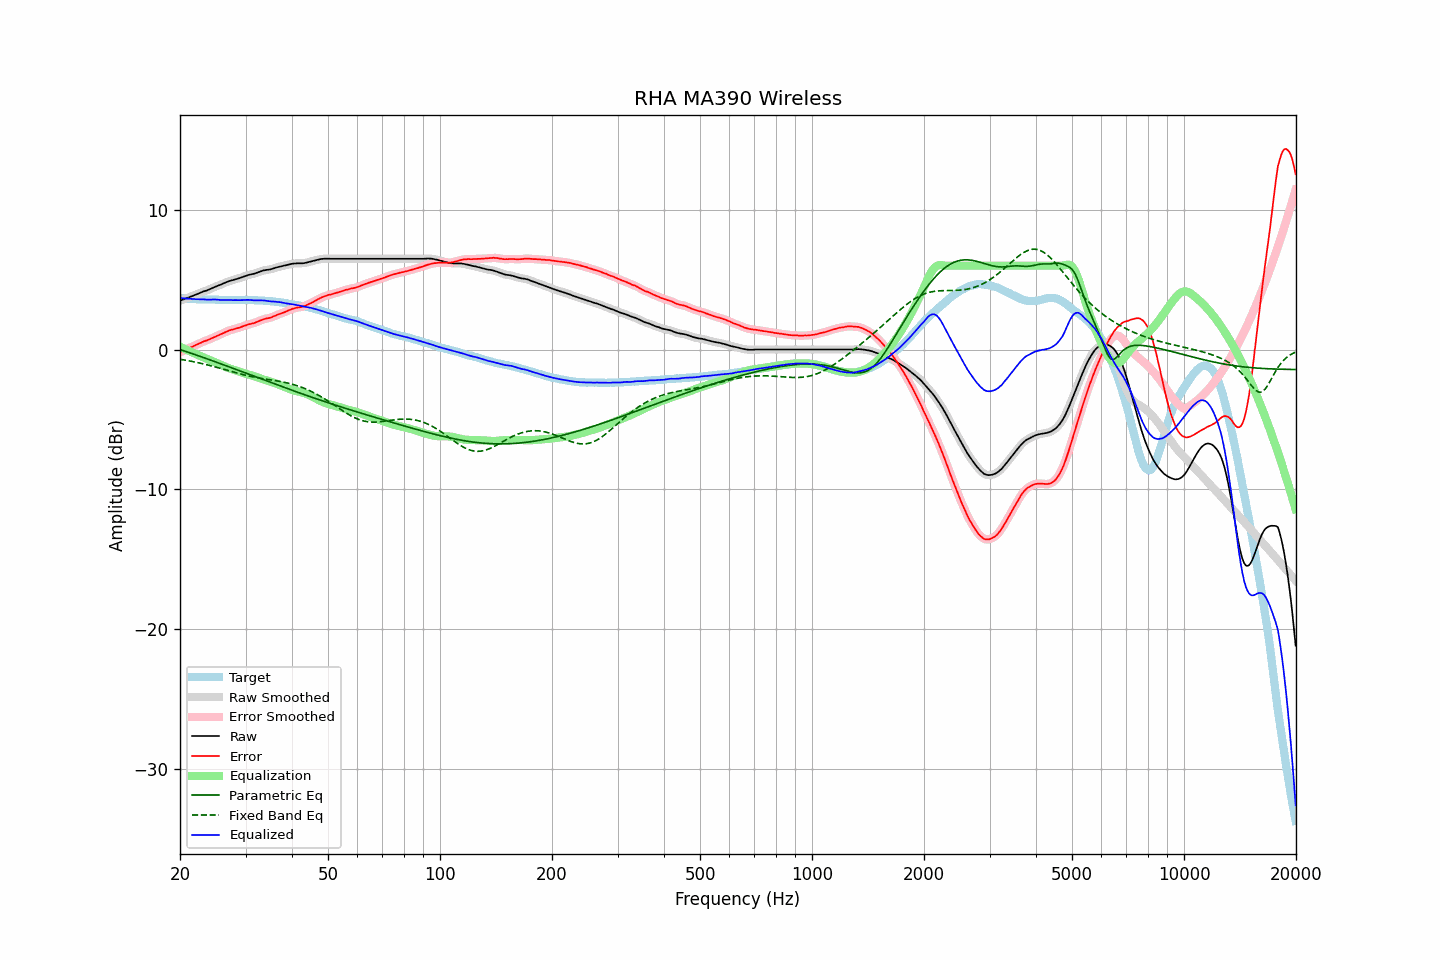 RHA MA390 Wireless
Amplitude (dBr)
10
0
−10
−20
−30
Target
Raw Smoothed
Error Smoothed
Raw
Error
Equalization
Parametric Eq
Fixed Band Eq
Equalized
20 50 100 200 500 1000 2000 5000 10000 20000
Frequency (Hz)